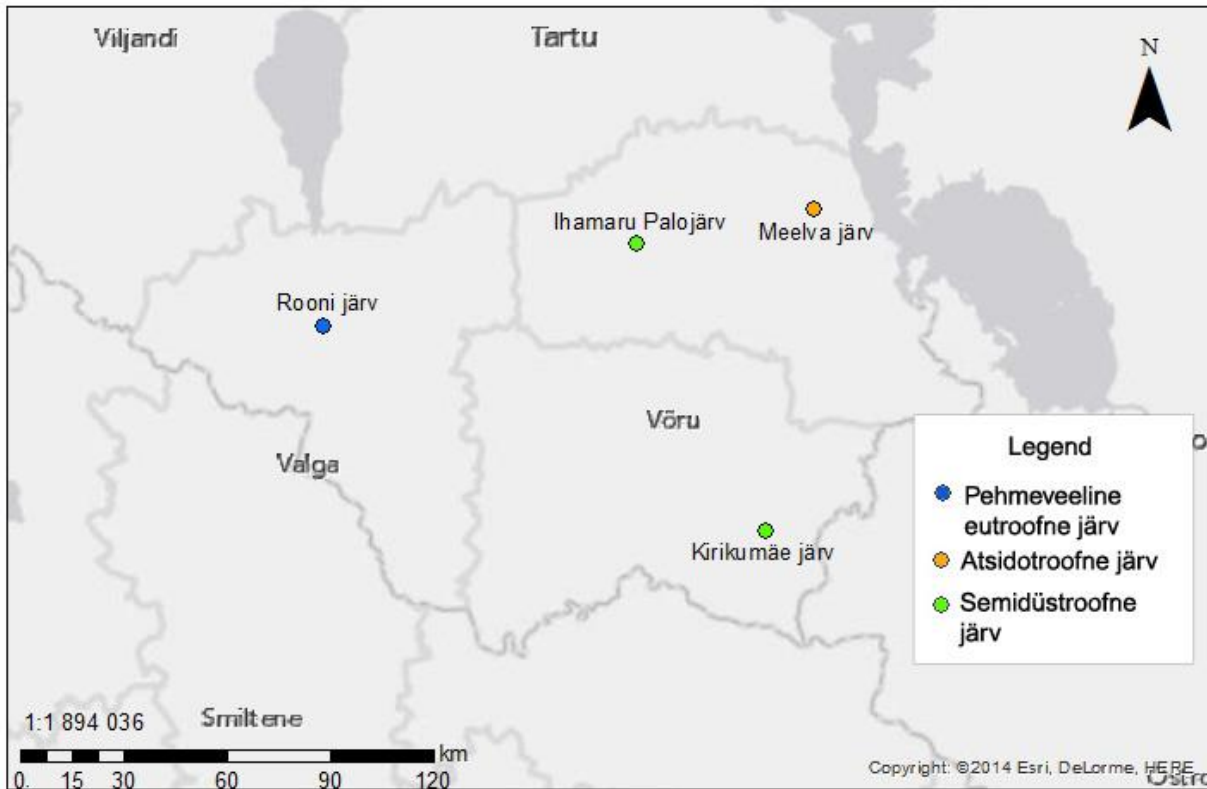 Viljandi
Tartu
N
Ihamaru Palojärv
Meelva järv
Rooni järv
Võru
Valga
Kirikumäe järv
Legend
Pehmeveeline
eutroofne järv
Atsidotroofne järv
Semidüstroofne
järv
Smiltene
1:1 894 036
km
0. 15 30 60 90 120
Copyright: ©2014 Esri, DeLorme, HERE